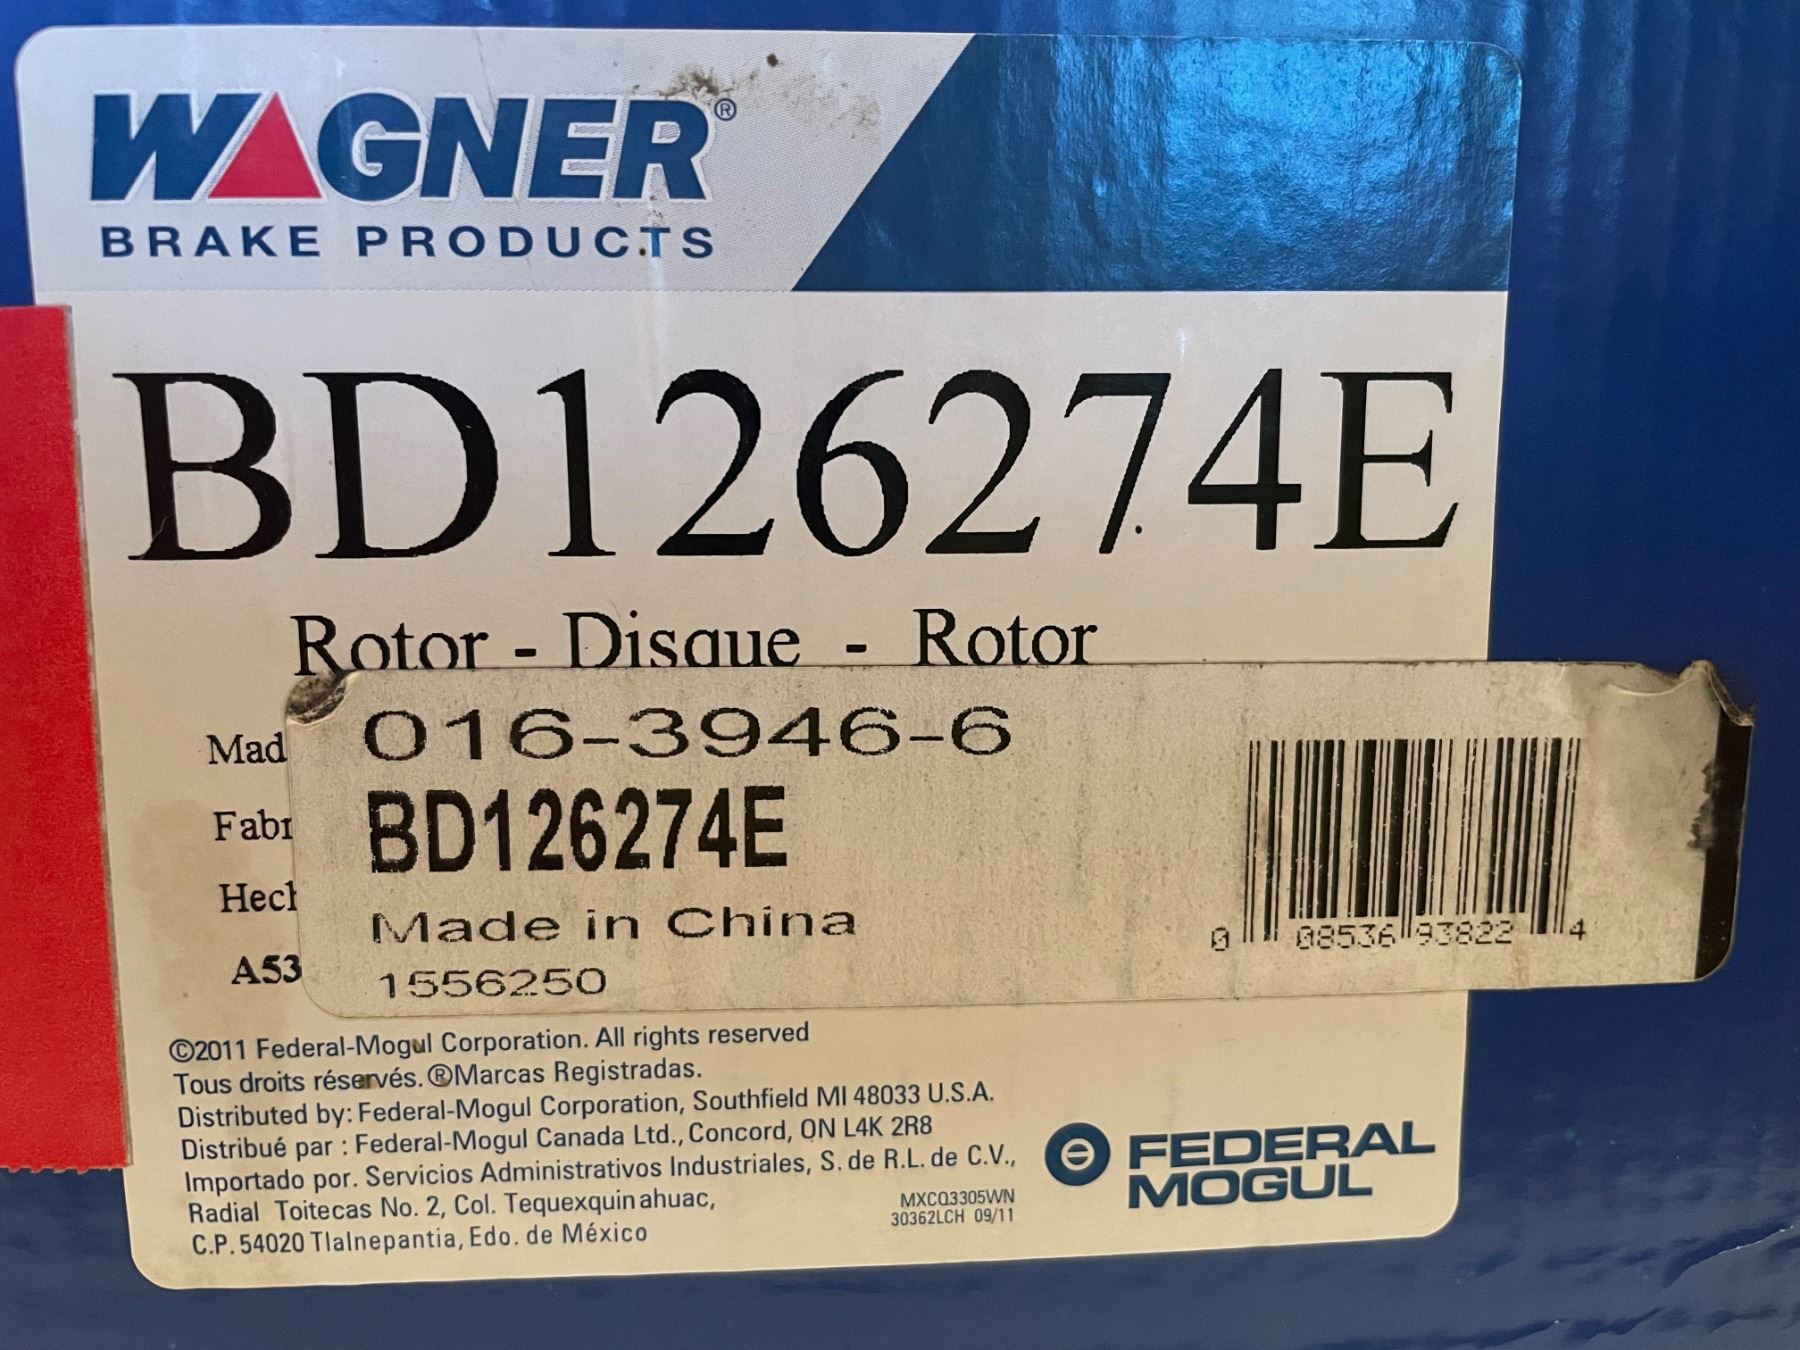 WAGNER®
BRAKE PRODUCTS
BD126274E
Rotor - Disque - Rotor
016-3946-6
BD126274E
Made in China
1556250
0 08536 93822 4
Mad
Fabr
Hech
A53
©2011 Federal-Mogul Corporation. All rights reserved
Tous droits réservés. ®Marcas Registradas.
Distributed by: Federal-Mogul Corporation, Southfield MI 48033 U.S.A.
Distribué par : Federal-Mogul Canada Ltd., Concord, ON L4K 2R8
Importado por. Servicios Administrativos Industriales, S. de R.L. de C.V.,
Radial Toitecas No. 2, Col. Tequexquinahuac,
C.P. 54020 Tlalnepantia, Edo. de México
MXCQ3305WN
30362LCH 09/11
FEDERAL
MOGUL